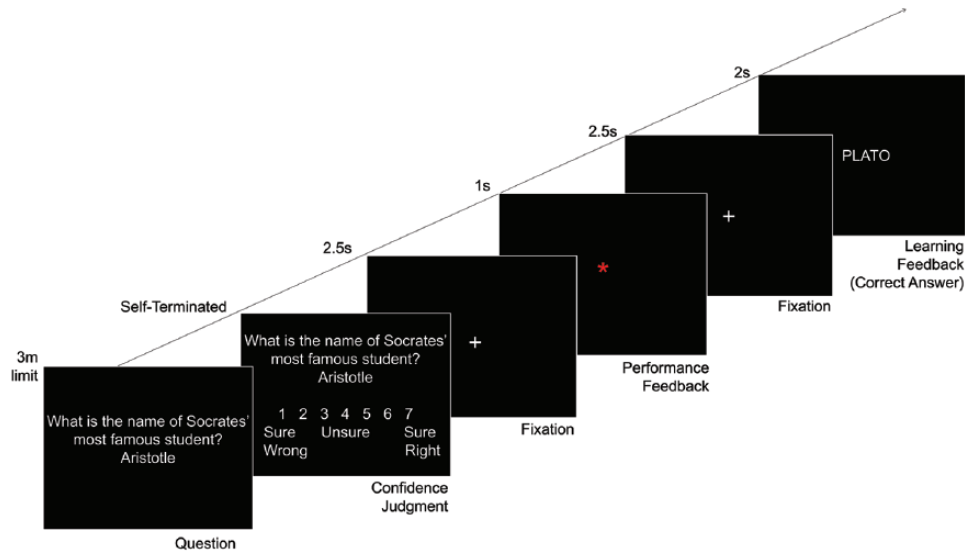 3m
limit
What is the name of Socrates'
most famous student?
Aristotle
Question
Self-Terminated
What is the name of Socrates'
most famous student?
Aristotle
1 2 3 4 5 6 7
Sure Unsure Sure
Wrong Right
Confidence
Judgment
2.5s
+
Fixation
1s
*
Performance
Feedback
2.5s
+
Fixation
2s
PLATO
Learning
Feedback
(Correct Answer)